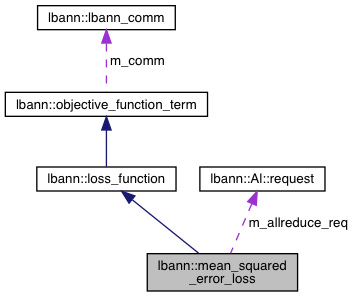 lbann::lbann_comm
m_comm
lbann::objective_function_term
lbann::loss_function
lbann::Al::request
m_allreduce_req
lbann::mean_squared
_error_loss